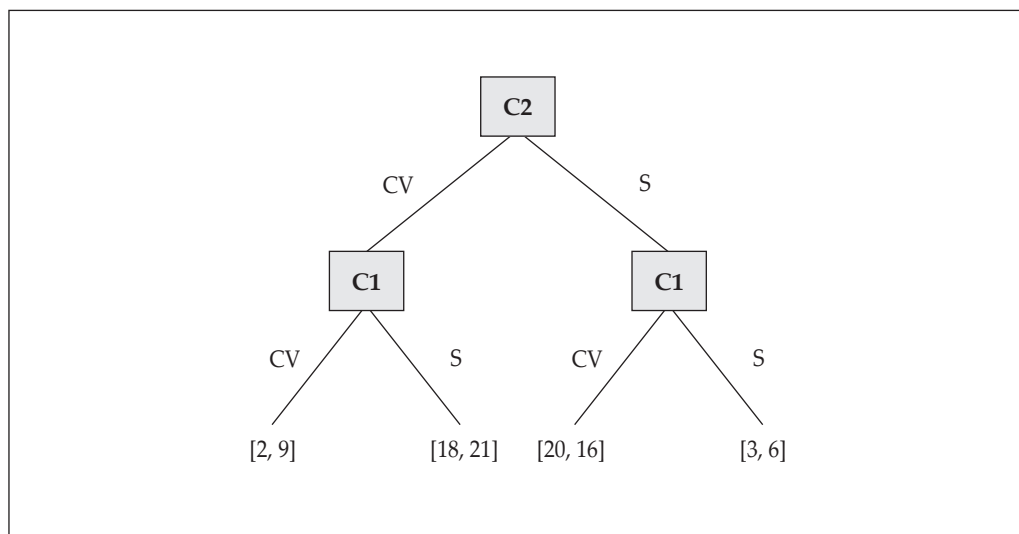 C2
CV S
C1 C1
CV S CV S
[2, 9] [18, 21] [20, 16] [3, 6]